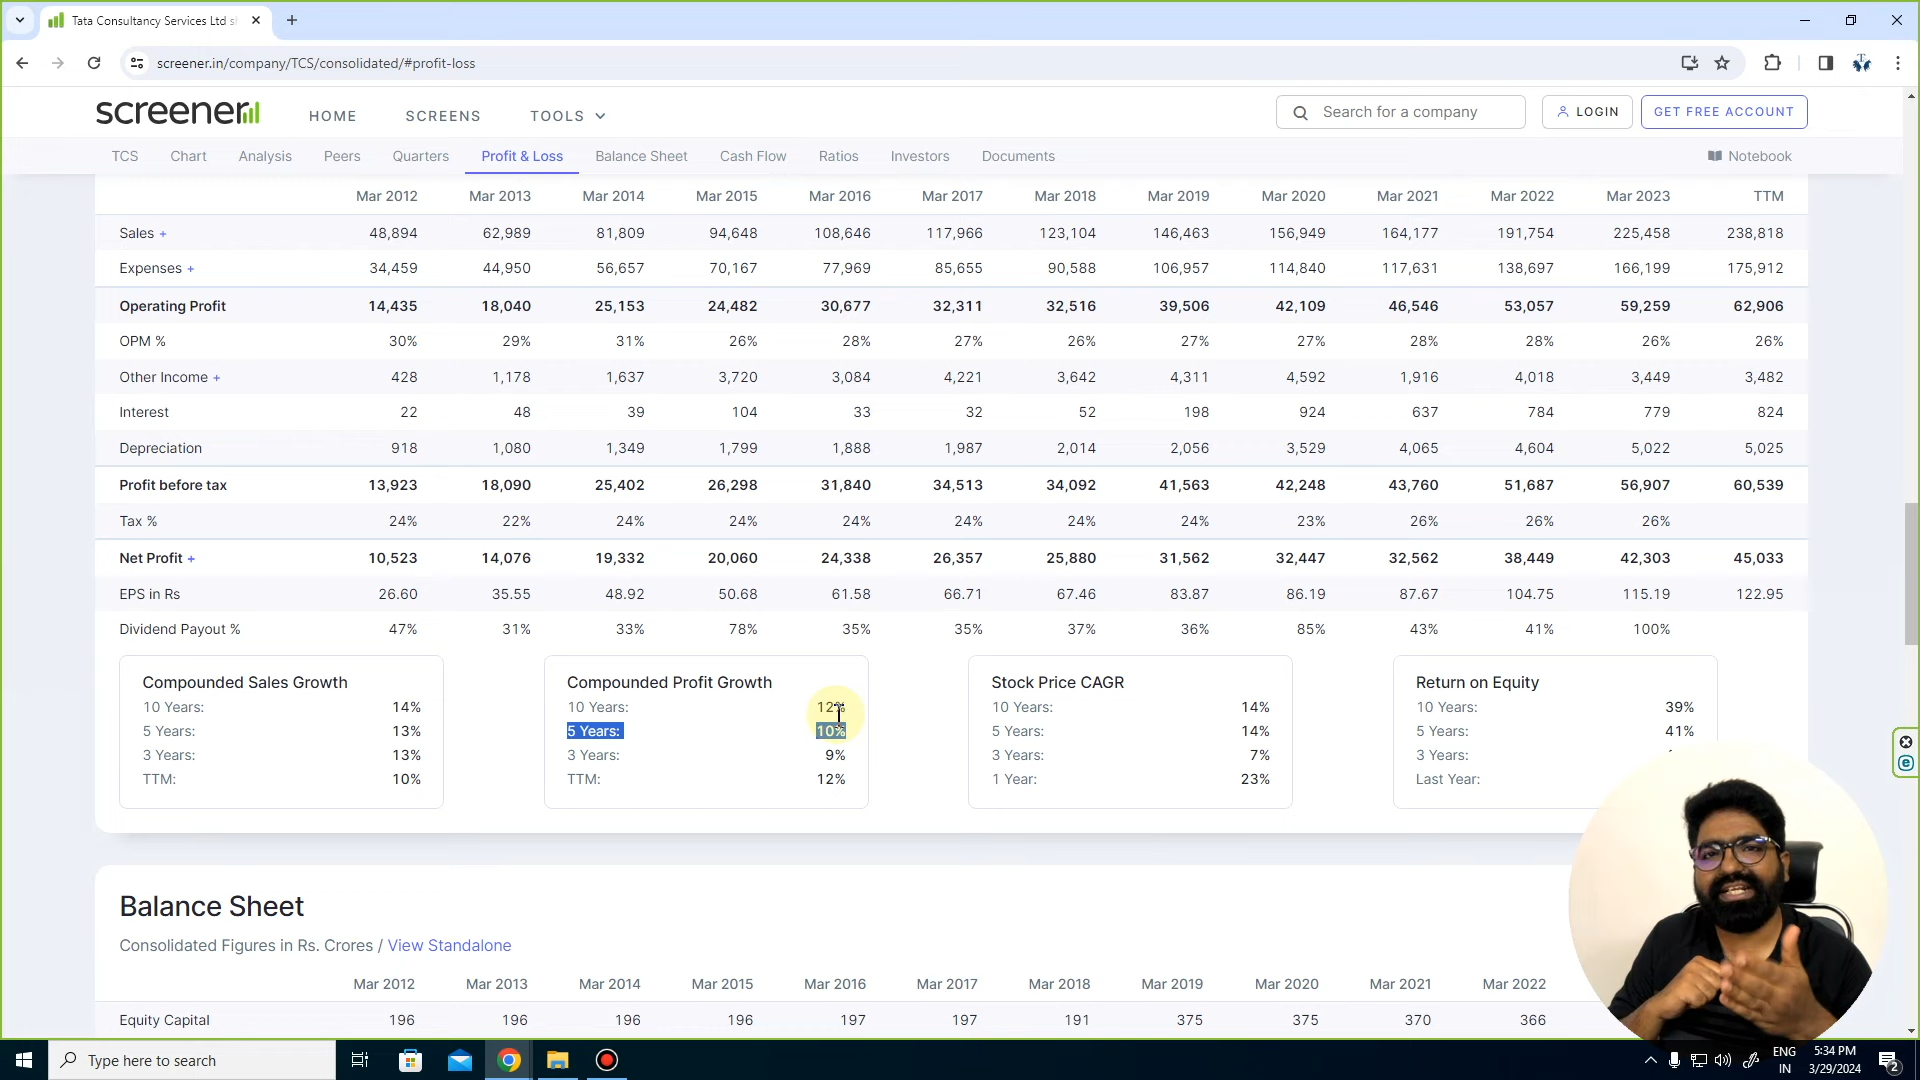 Tata Consultancy Services Ltd s
screener.in/company/TCS/consolidated/#profit-loss
screener HOME SCREENS TOOLS Search for a company LOGIN GET FREE ACCOUNT
TCS Chart Analysis Peers Quarters Profit & Loss Balance Sheet Cash Flow Ratios Investors Documents Notebook
Mar 2012 Mar 2013 Mar 2014 Mar 2015 Mar 2016 Mar 2017 Mar 2018 Mar 2019 Mar 2020 Mar 2021 Mar 2022 Mar 2023 TTM
Sales + 48,894 62,989 81,809 94,648 108,646 117,966 123,104 146,463 156,949 164,177 191,754 225,458 238,818
Expenses + 34,459 44,950 56,657 70,167 77,969 85,655 90,588 106,957 114,840 117,631 138,697 166,199 175,912
Operating Profit 14,435 18,040 25,153 24,482 30,677 32,311 32,516 39,506 42,109 46,546 53,057 59,259 62,906
OPM % 30% 29% 31% 26% 28% 27% 26% 27% 27% 28% 28% 26% 26%
Other Income + 428 1,178 1,637 3,720 3,084 4,221 3,642 4,311 4,592 1,916 4,018 3,449 3,482
Interest 22 48 39 104 33 32 52 198 924 637 784 779 824
Depreciation 918 1,080 1,349 1,799 1,888 1,987 2,014 2,056 3,529 4,065 4,604 5,022 5,025
Profit before tax 13,923 18,090 25,402 26,298 31,840 34,513 34,092 41,563 42,248 43,760 51,687 56,907 60,539
Tax % 24% 22% 24% 24% 24% 24% 24% 24% 23% 26% 26% 26%
Net Profit + 10,523 14,076 19,332 20,060 24,338 26,357 25,880 31,562 32,447 32,562 38,449 42,303 45,033
EPS in Rs 26.60 35.55 48.92 50.68 61.58 66.71 67.46 83.87 86.19 87.67 104.75 115.19 122.95
Dividend Payout % 47% 31% 33% 78% 35% 35% 37% 36% 85% 43% 41% 100%
Compounded Sales Growth
10 Years: 14%
5 Years: 13%
3 Years: 13%
TTM: 10%
Compounded Profit Growth
10 Years: 12%
5 Years: 10%
3 Years: 9%
TTM: 12%
Stock Price CAGR
10 Years: 14%
5 Years: 14%
3 Years: 7%
1 Year: 23%
Return on Equity
10 Years: 39%
5 Years: 41%
3 Years:
Last Year:
Balance Sheet
Consolidated Figures in Rs. Crores / View Standalone
Mar 2012 Mar 2013 Mar 2014 Mar 2015 Mar 2016 Mar 2017 Mar 2018 Mar 2019 Mar 2020 Mar 2021 Mar 2022
Equity Capital 196 196 196 196 197 197 191 375 375 370 366
Type here to search
ENG
IN
5:34 PM
3/29/2024
2